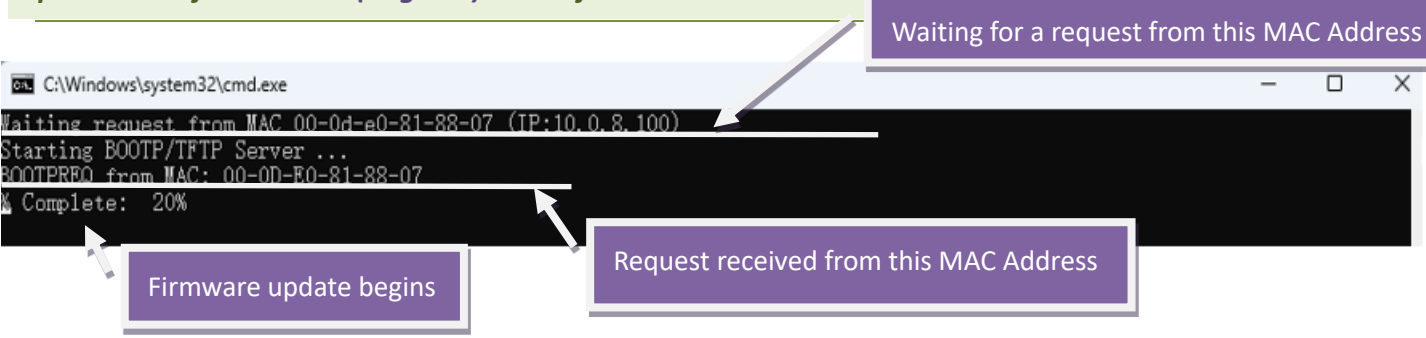 Waiting for a request from this MAC Address
C:\Windows\system32\cmd.exe
Waiting request from MAC 00-0d-e0-81-88-07 (IP:10.0.8.100)
Starting BOOTP/TFTP Server ...
BOOTPREQ from MAC: 00-0D-E0-81-88-07
% Complete: 20%
Request received from this MAC Address
Firmware update begins